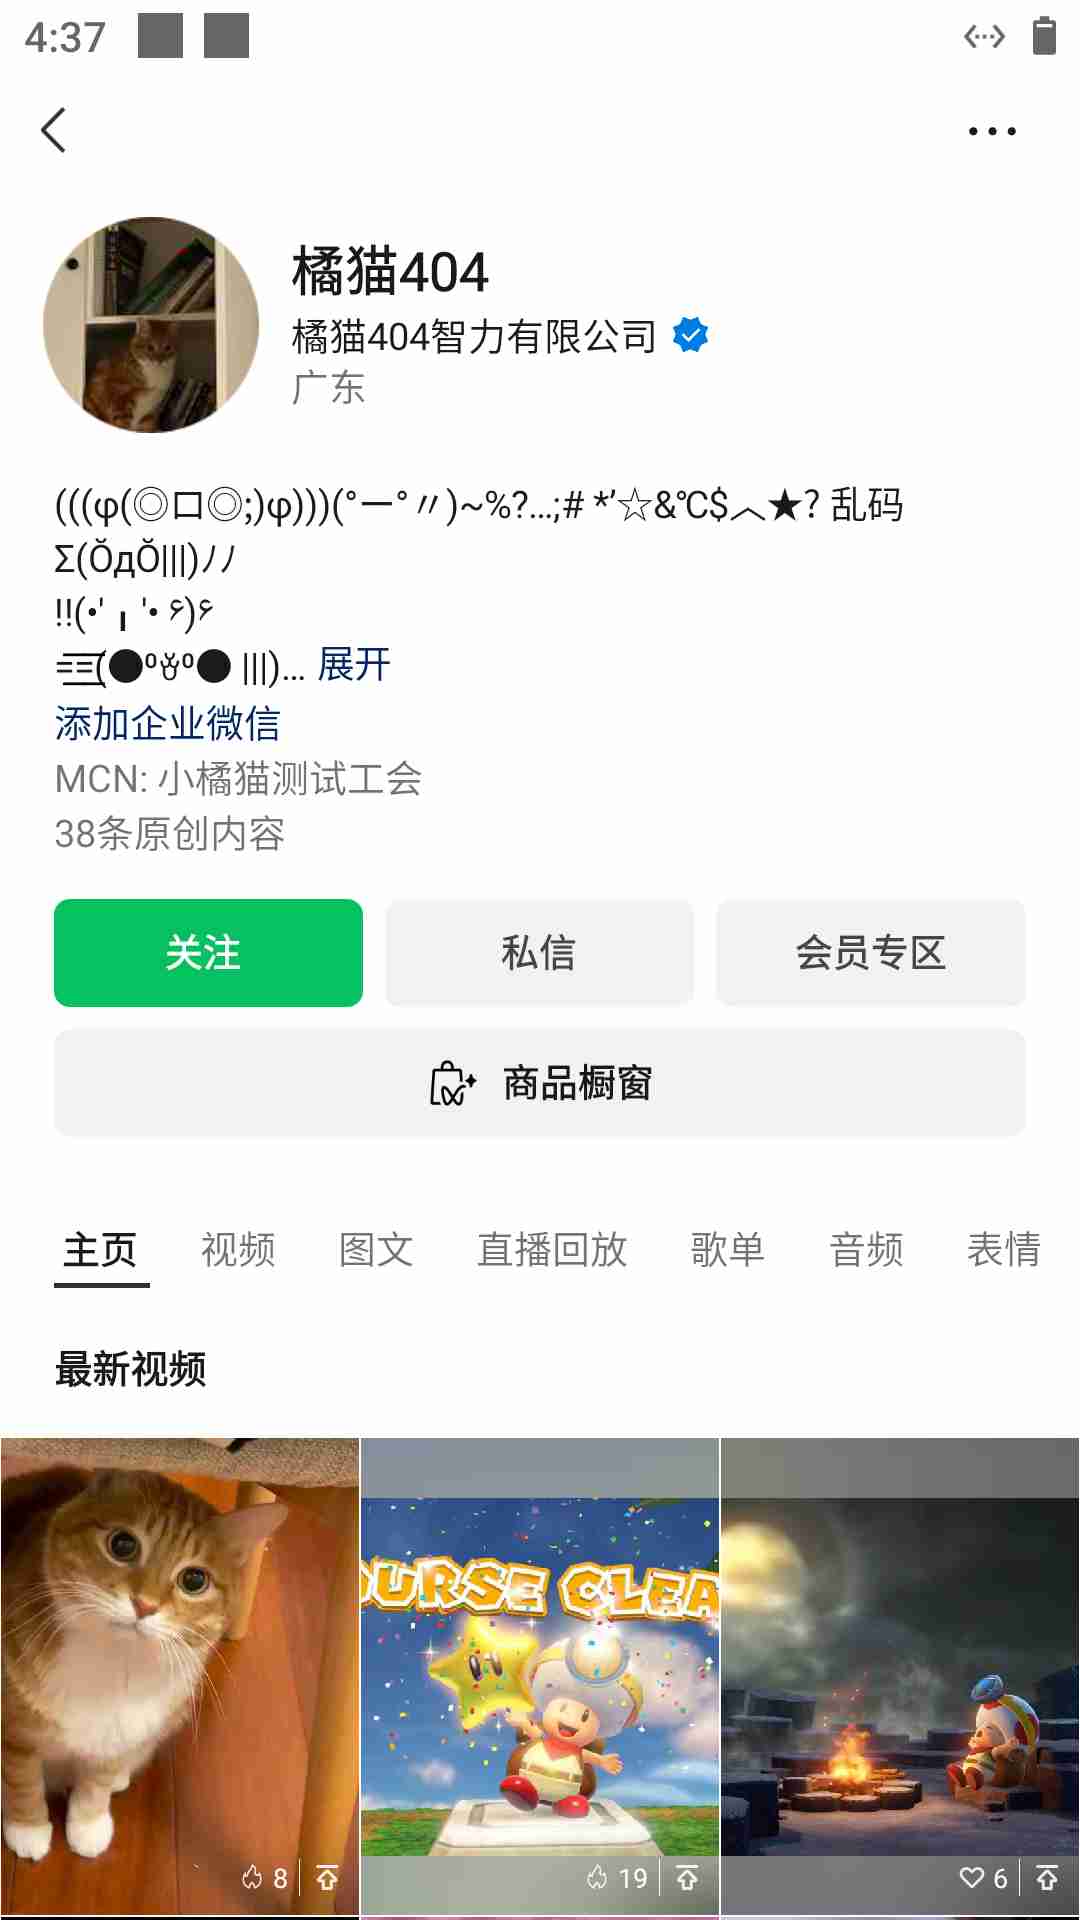 4:37
橘猫404
橘猫404智力有限公司
广东
(((φ(◎ロ◎;)φ)))(°ー°〃)~%?…;# *’☆&℃$︿★? 乱码
Σ(ŎдŎ|||)ノノ
!!(•'╻'• ۶)۶
展开
添加企业微信
MCN: 小橘猫测试工会
38条原创内容
关注 私信 会员专区
商品橱窗
主页 视频 图文 直播回放 歌单 音频 表情
最新视频
OURSE CLEA
8 19 6